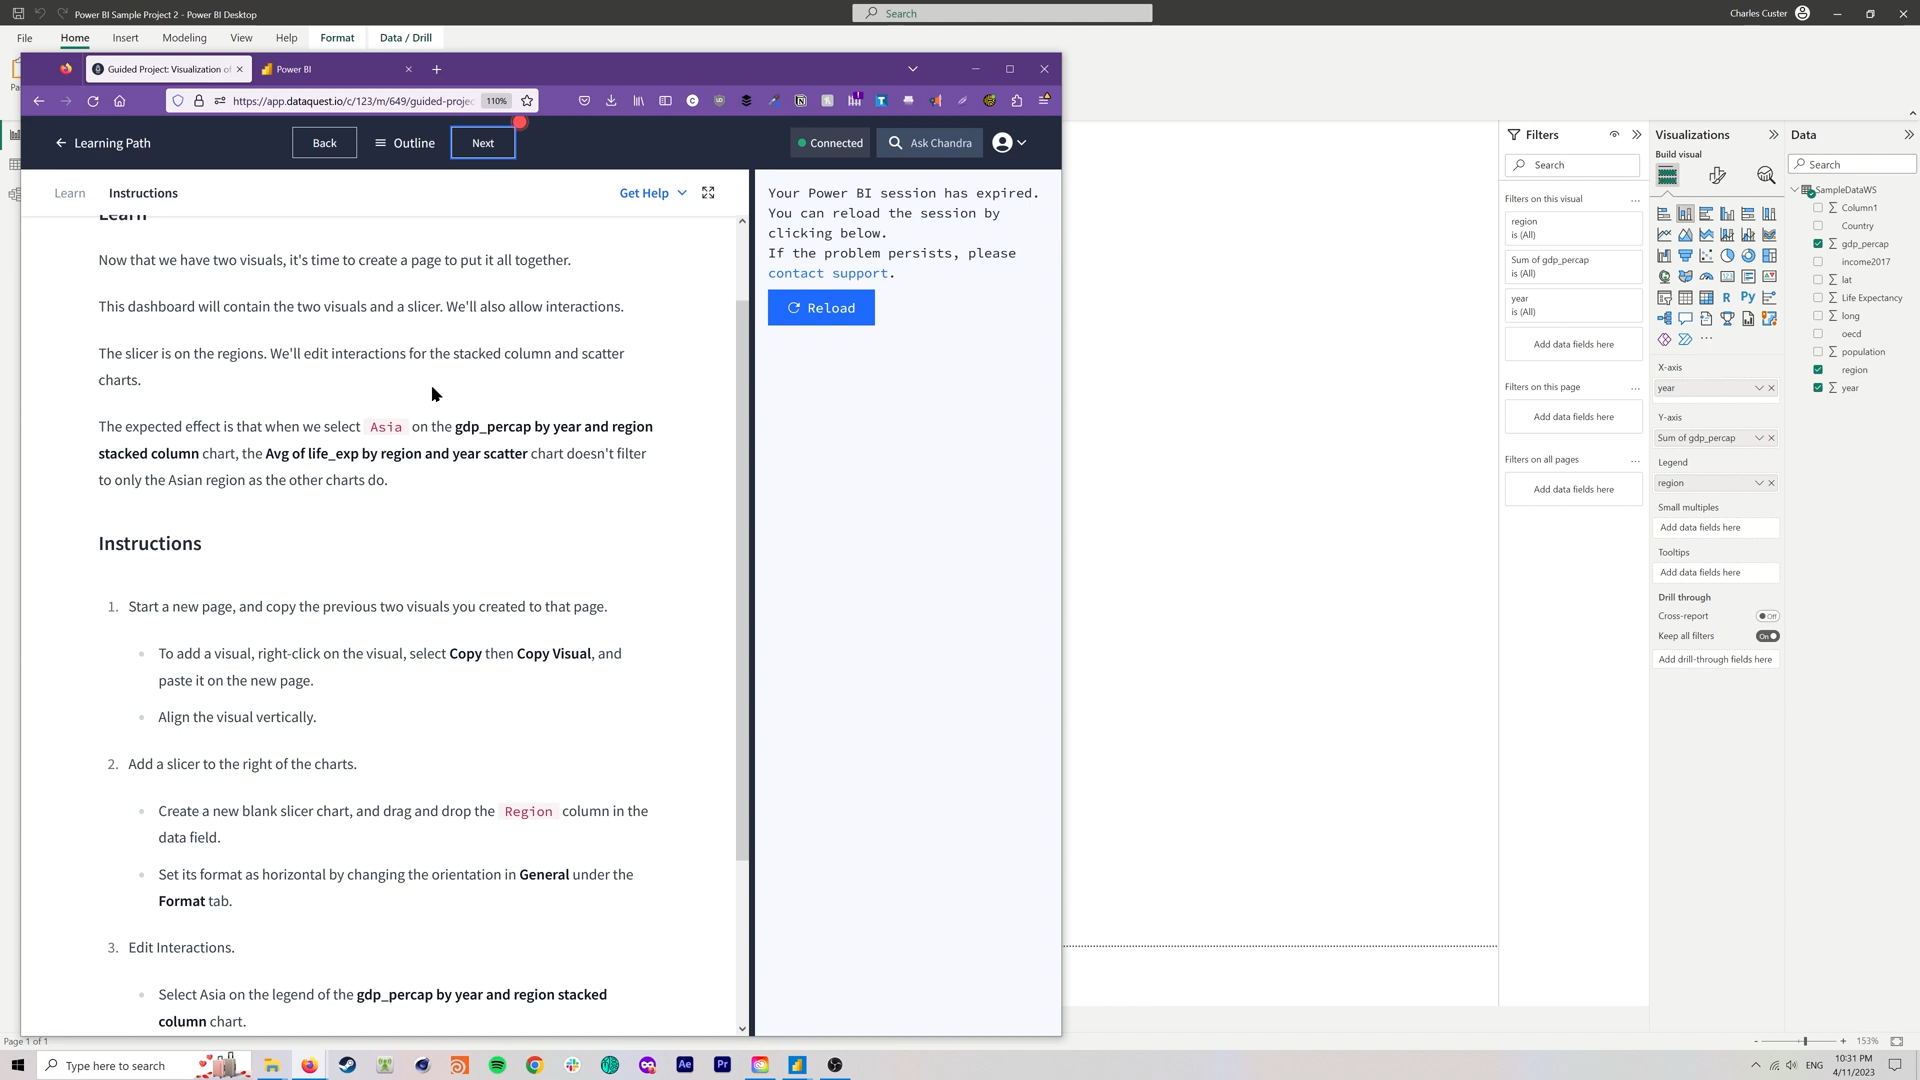 Power BI Sample Project 2 - Power BI Desktop
Search
Charles Custer
File
Home
Insert
Modeling
View
Help
Format
Data / Drill
Guided Project: Visualization of
Power BI
https://app.dataquest.io/c/123/m/649/guided-projec
110%
Learning Path
Back
Outline
Next
Connected
Ask Chandra
Learn
Instructions
Get Help
Learn
Now that we have two visuals, it's time to create a page to put it all together.
This dashboard will contain the two visuals and a slicer. We'll also allow interactions.
The slicer is on the regions. We'll edit interactions for the stacked column and scatter
charts.
The expected effect is that when we select Asia on the gdp_percap by year and region
stacked column chart, the Avg of life_exp by region and year scatter chart doesn't filter
to only the Asian region as the other charts do.
Instructions
1. Start a new page, and copy the previous two visuals you created to that page.
To add a visual, right-click on the visual, select Copy then Copy Visual, and
paste it on the new page.
Align the visual vertically.
2. Add a slicer to the right of the charts.
Create a new blank slicer chart, and drag and drop the Region column in the
data field.
Set its format as horizontal by changing the orientation in General under the
Format tab.
3. Edit Interactions.
Select Asia on the legend of the gdp_percap by year and region stacked
column chart.
Your Power BI session has expired.
You can reload the session by
clicking below.
If the problem persists, please
contact support.
Reload
Filters
Search
Filters on this visual
...
region
is (All)
Sum of gdp_percap
is (All)
year
is (All)
Add data fields here
Filters on this page
...
Add data fields here
Filters on all pages
...
Add data fields here
Visualizations
Build visual
R
Py
...
X-axis
year
Y-axis
Sum of gdp_percap
Legend
region
Small multiples
Add data fields here
Tooltips
Add data fields here
Drill through
Cross-report
Off
Keep all filters
On
Add drill-through fields here
Data
Search
SampleDataWS
Column1
Country
gdp_percap
income2017
lat
Life Expectancy
long
oecd
population
region
year
Page 1 of 1
153%
Type here to search
Ae
Pr
ENG
10:31 PM
4/11/2023